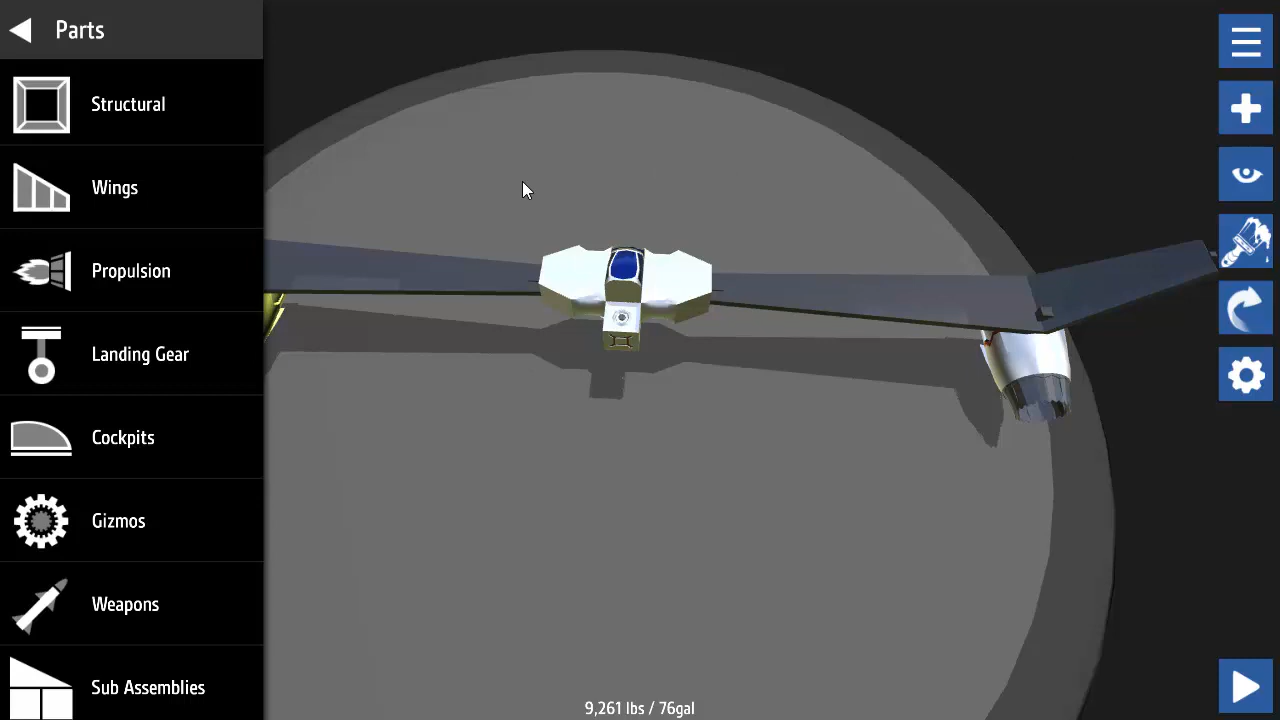 Parts
Structural
Wings
Propulsion
Landing Gear
Cockpits
Gizmos
Weapons
Sub Assemblies
9,261 lbs / 76gal